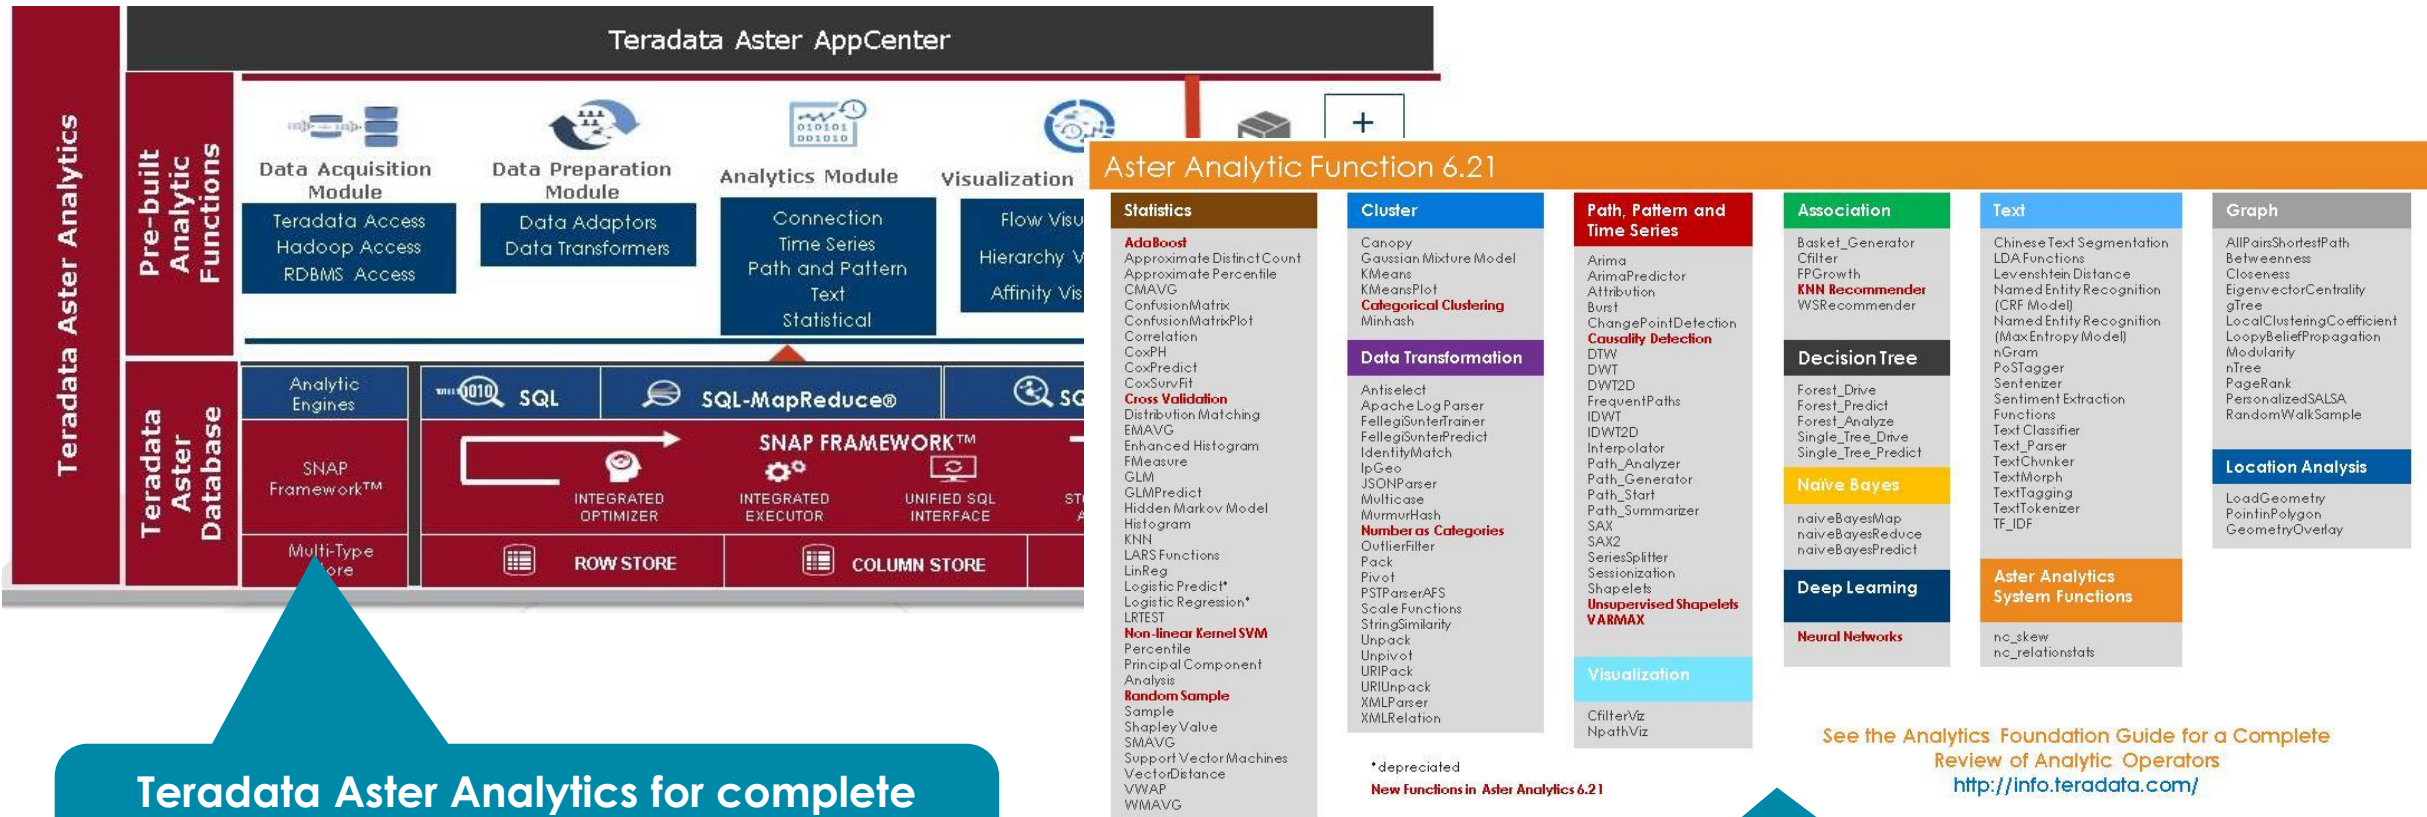 Teradata Aster AppCenter
Teradata Aster Analytics
Pre-built
Analytic
Functions
Data Acquisition
Module
Teradata Access
Hadoop Access
RDBMS Access
Data Preparation
Module
Data Adaptors
Data Transformers
010101
001010
Analytics Module
Connection
Time Series
Path and Pattern
Text
Statistical
Visualization
Flow Visu
Hierarchy V
Affinity Vis
+
Teradata
Aster
Database
Analytic
Engines
0010
SQL
SQL-MapReduce®
SNAP
Framework™
SNAP FRAMEWORK™
INTEGRATED
OPTIMIZER
INTEGRATED
EXECUTOR
UNIFIED SQL
INTERFACE
Multi-Type
ore
ROW STORE
COLUMN STORE
Teradata Aster Analytics for complete
Aster Analytic Function 6.21
Statistics
AdaBoost
Approximate Distinct Count
Approximate Percentile
CMAVG
ConfusionMatrix
ConfusionMatrixPlot
Correlation
CoxPH
CoxPredict
CoxSurvFit
Cross Validation
Distribution Matching
EMAVG
Enhanced Histogram
FMeasure
GLM
GLMPredict
Hidden Markov Model
Histogram
KNN
LARS Functions
LinReg
Logistic Predict*
Logistic Regression*
LRTEST
Non-linear Kernel SVM
Percentile
Principal Component
Analysis
Random Sample
Sample
Shapley Value
SMAVG
Support Vector Machines
VectorDistance
VWAP
WMAVG
Cluster
Canopy
Gaussian Mixture Model
KMeans
KMeansPlot
Categorical Clustering
Minhash
Data Transformation
Antiselect
Apache Log Parser
FellegiSunterTrainer
FellegiSunterPredict
IdentityMatch
IpGeo
JSONParser
Multicase
MurmurHash
Number as Categories
OutlierFilter
Pack
Pivot
PSTParserAFS
Scale Functions
StringSimilarity
Unpack
Unpivot
URIPack
URIUnpack
XMLParser
XMLRelation
*depreciated
New Functions in Aster Analytics 6.21
Path, Pattern and
Time Series
Arima
ArimaPredictor
Attribution
Burst
ChangePointDetection
Causality Detection
DTW
DWT
DWT2D
FrequentPaths
IDWT
IDWT2D
Interpolator
Path_Analyzer
Path_Generator
Path_Start
Path_Summarizer
SAX
SAX2
SeriesSplitter
Sessionization
Shapelets
Unsupervised Shapelets
VARMAX
Visualization
CfilterViz
NpathViz
Association
Basket_Generator
Cfilter
FPGrowth
KNN Recommender
WSRecommender
Decision Tree
Forest_Drive
Forest_Predict
Forest_Analyze
Single_Tree_Drive
Single_Tree_Predict
Naïve Bayes
naiveBayesMap
naiveBayesReduce
naiveBayesPredict
Deep Learning
Neural Networks
Text
Chinese Text Segmentation
LDA Functions
Levenshtein Distance
Named Entity Recognition
(CRF Model)
Named Entity Recognition
(Max Entropy Model)
nGram
PoSTagger
Sentenizer
Sentiment Extraction
Functions
Text Classifier
Text_Parser
TextChunker
TextMorph
TextTagging
TextTokenizer
TF_IDF
Aster Analytics
System Functions
nc_skew
nc_relationstats
Graph
AllPairsShortestPath
Betweenness
Closeness
EigenvectorCentrality
gTree
LocalClusteringCoefficient
LoopyBeliefPropagation
Modularity
nTree
PageRank
PersonalizedSALSA
RandomWalkSample
Location Analysis
LoadGeometry
PointinPolygon
GeometryOverlay
See the Analytics Foundation Guide for a Complete
Review of Analytic Operators
http://info.teradata.com/